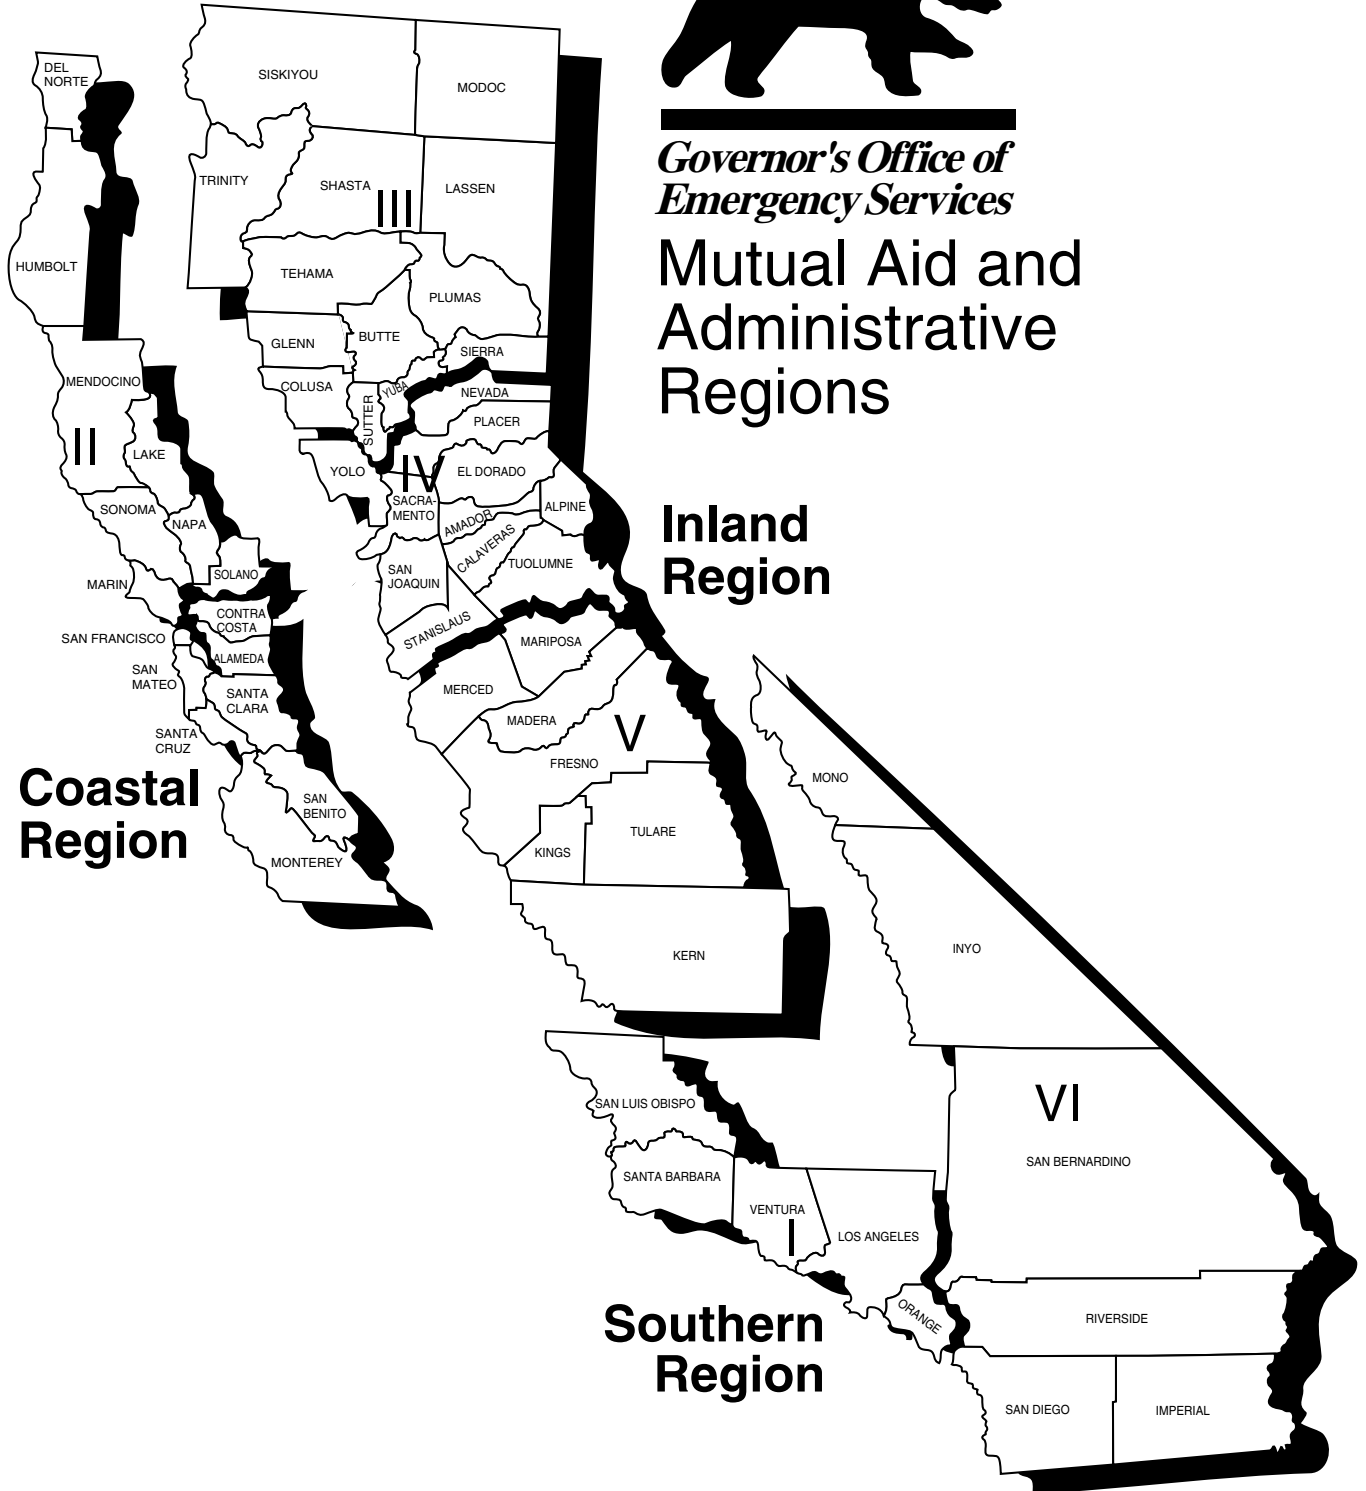 Governor's Office of
Emergency Services
Mutual Aid and
Administrative
Regions
DEL
NORTE
SISKIYOU
MODOC
TRINITY
SHASTA
III
LASSEN
HUMBOLT
TEHAMA
PLUMAS
GLENN
BUTTE
SIERRA
MENDOCINO
COLUSA
SUTTER
YUBA
NEVADA
PLACER
II
LAKE
YOLO
IV
EL DORADO
SONOMA
NAPA
SACRA-
MENTO
AMADOR
ALPINE
Inland
Region
MARIN
SOLANO
SAN
JOAQUIN
CALAVERAS
TUOLUMNE
CONTRA
COSTA
SAN FRANCISCO
STANISLAUS
MARIPOSA
ALAMEDA
SAN
MATEO
SANTA
CLARA
MERCED
MADERA
V
SANTA
CRUZ
FRESNO
Coastal
Region
SAN
BENITO
MONO
TULARE
KINGS
MONTEREY
KERN
INYO
SAN LUIS OBISPO
VI
SANTA BARBARA
SAN BERNARDINO
VENTURA
I
LOS ANGELES
Southern
Region
ORANGE
RIVERSIDE
SAN DIEGO
IMPERIAL